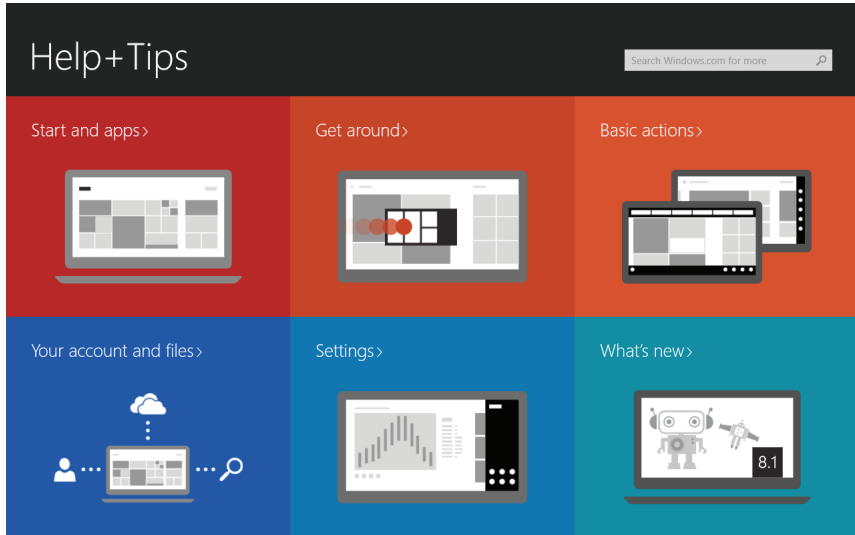 Help+Tips
Search Windows.com for more
Start and apps>
Get around>
Basic actions>
Your account and files>
Settings>
What's new>
8.1